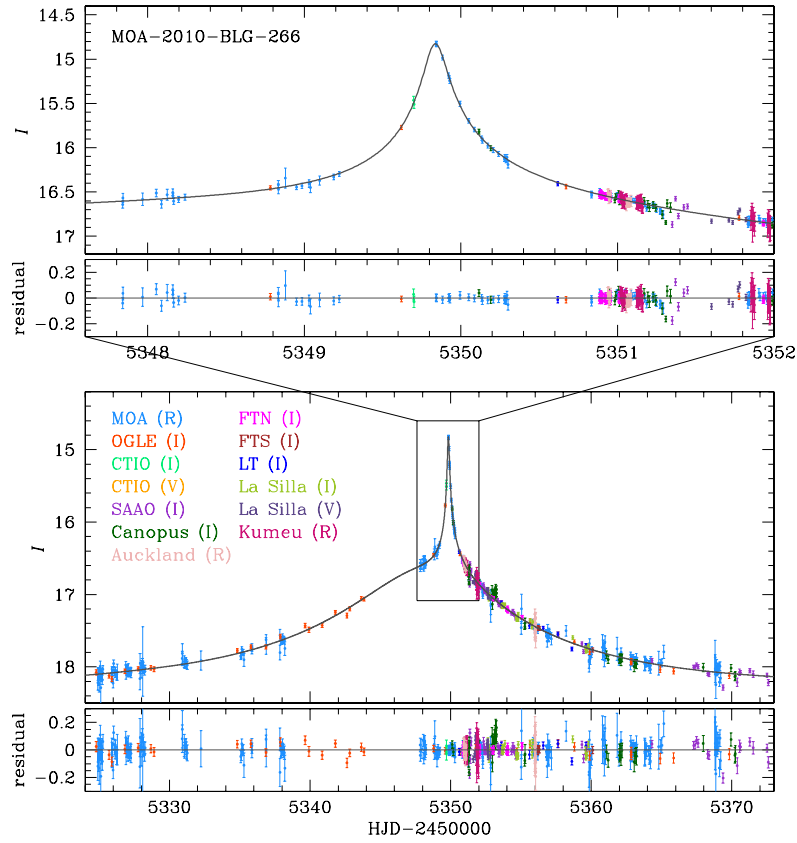 MOA-2010-BLG-266
14.5
15
15.5
16
16.5
17
I
0.2
0
-0.2
residual
5348 5349 5350 5351 5352
15
16
17
18
I
MOA (R) FTN (I)
OGLE (I) FTS (I)
CTIO (I) LT (I)
CTIO (V) La Silla (I)
SAAO (I) La Silla (V)
Canopus (I) Kumeu (R)
Auckland (R)
0.2
0
-0.2
residual
5330 5340 5350 5360 5370
HJD-2450000